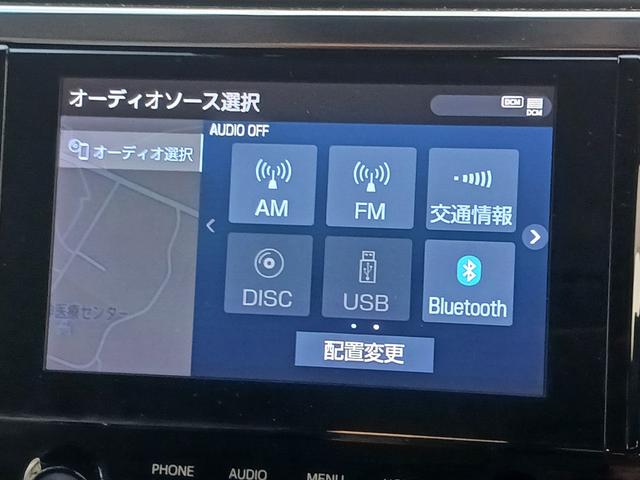 オーディオソース選択
DCM
DCM
オーディオ選択
AUDIO OFF
AM
FM
交通情報
DISC
USB
Bluetooth
医療センター
配置変更
PHONE
AUDIO
MENU